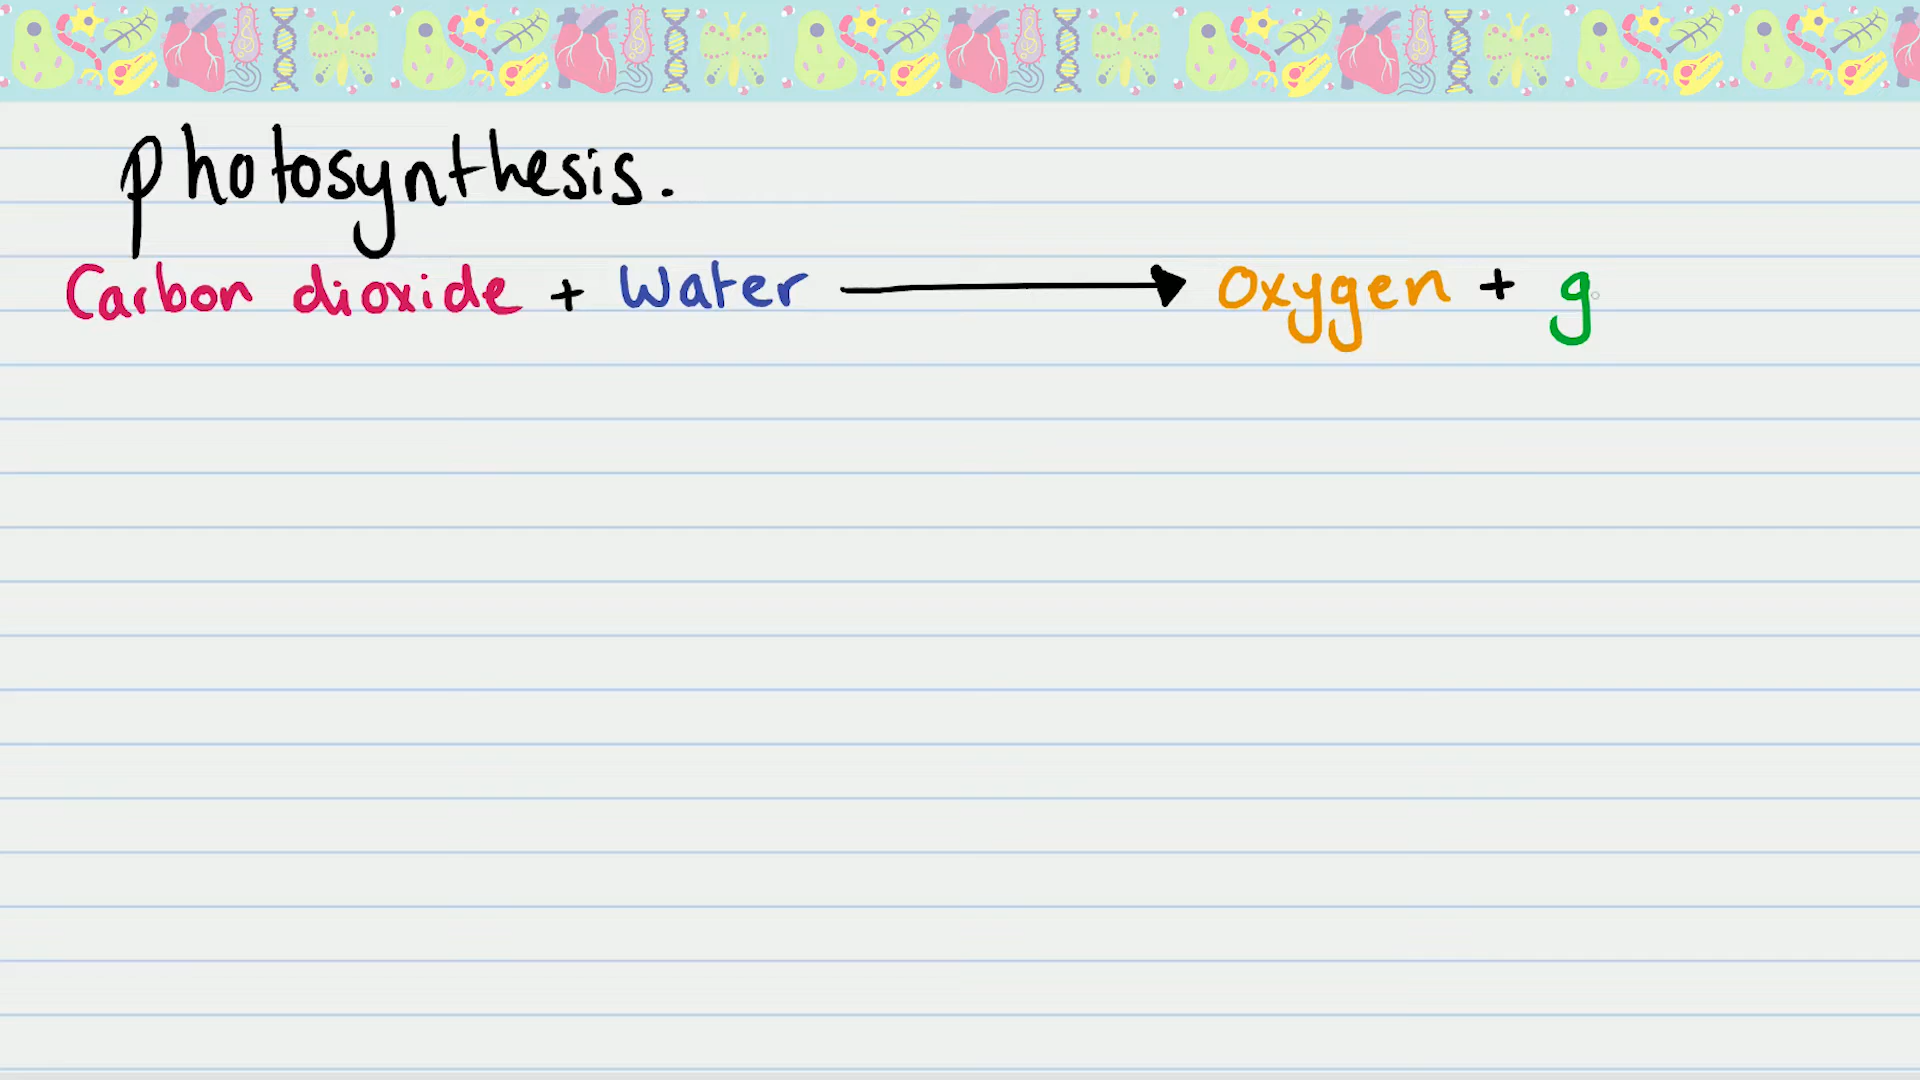 photosynthesis.
Carbon dioxide + Water → Oxygen + g